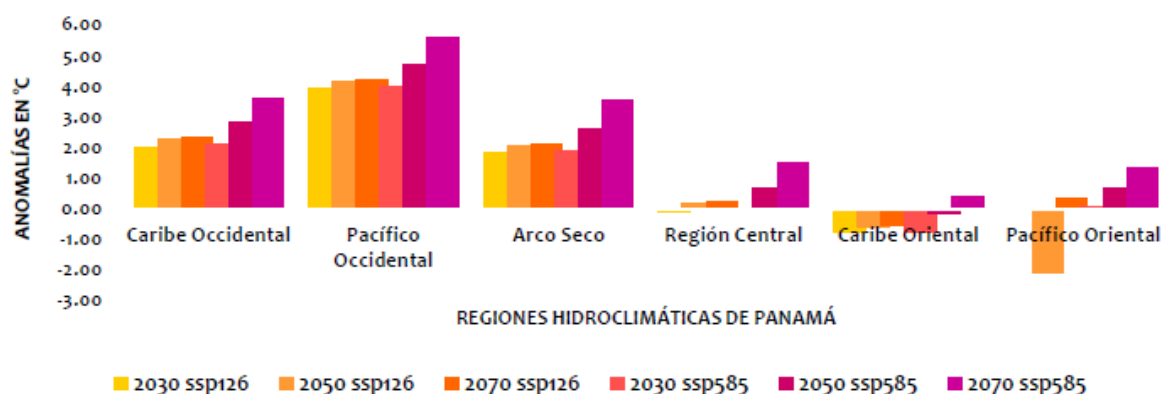 6.00
5.00
4.00
3.00
2.00
1.00
0.00
-1.00
-2.00
-3.00
ANOMALÍAS EN °C
Caribe Occidental
Pacífico
Occidental
Arco Seco
Región Central
Caribe Oriental
Pacífico Oriental
REGIONES HIDROCLIMÁTICAS DE PANAMÁ
2030 ssp126
2050 ssp126
2070 ssp126
2030 ssp585
2050 ssp585
2070 ssp585